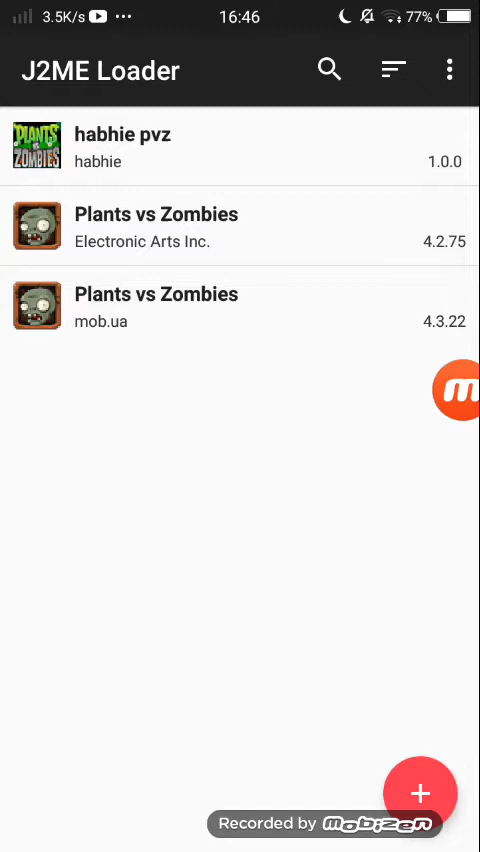 3.5K/s ... 16:46 77%
J2ME Loader
PLANTS VS ZOMBIES
habhie pvz
habhie 1.0.0
Plants vs Zombies
Electronic Arts Inc. 4.2.75
Plants vs Zombies
mob.ua 4.3.22
m
+
Recorded by mobizen